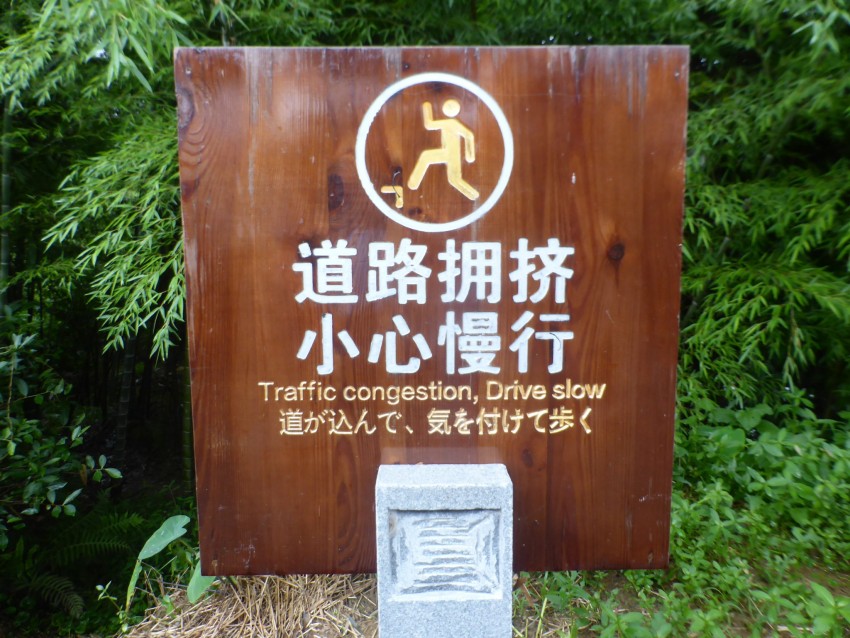 道路拥挤
小心慢行
Traffic congestion, Drive slow
道が込んで、気を付けて歩く